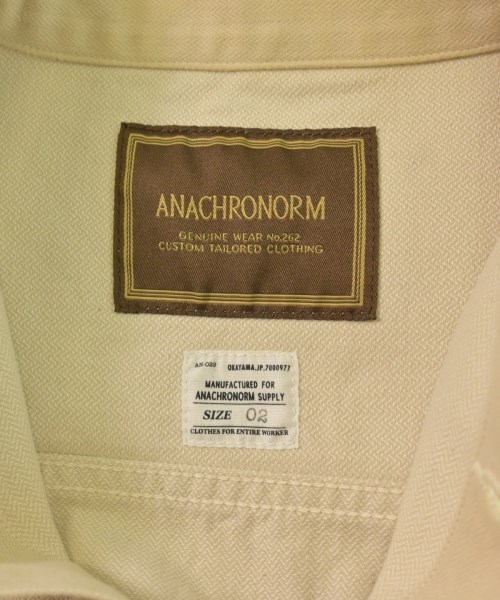 ANACHRONORM
GENUINE WEAR No.262
CUSTOM TAILORED CLOTHING
AN-088 OKAYAMA.JP.7000977
MANUFACTURED FOR
ANACHRONORM SUPPLY
SIZE 02
CLOTHES FOR ENTIRE WORKER